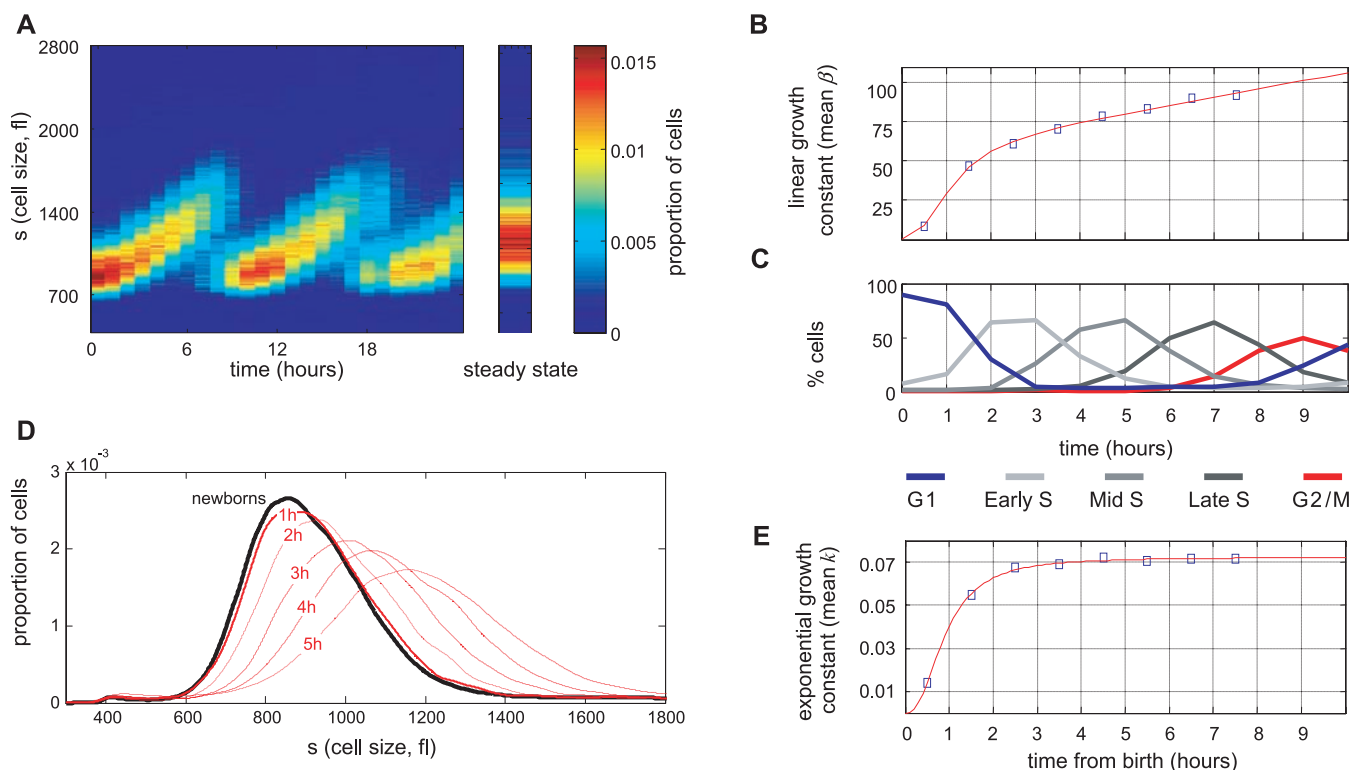 A
2800
2000
1400
700
s (cell size, fl)
0
6
12
18
time (hours)
steady state
0.015
0.01
0.005
0
proportion of cells
B
100
75
50
25
linear growth
constant (mean β)
C
100
50
0
% cells
0 1 2 3 4 5 6 7 8 9
time (hours)
G1
Early S
Mid S
Late S
G2/M
D
3 x 10⁻³
2
1
0
proportion of cells
newborns
1h
2h
3h
4h
5h
400 600 800 1000 1200 1400 1600 1800
s (cell size, fl)
E
0.07
0.05
0.03
0.01
exponential growth
constant (mean k)
0 1 2 3 4 5 6 7 8 9
time from birth (hours)